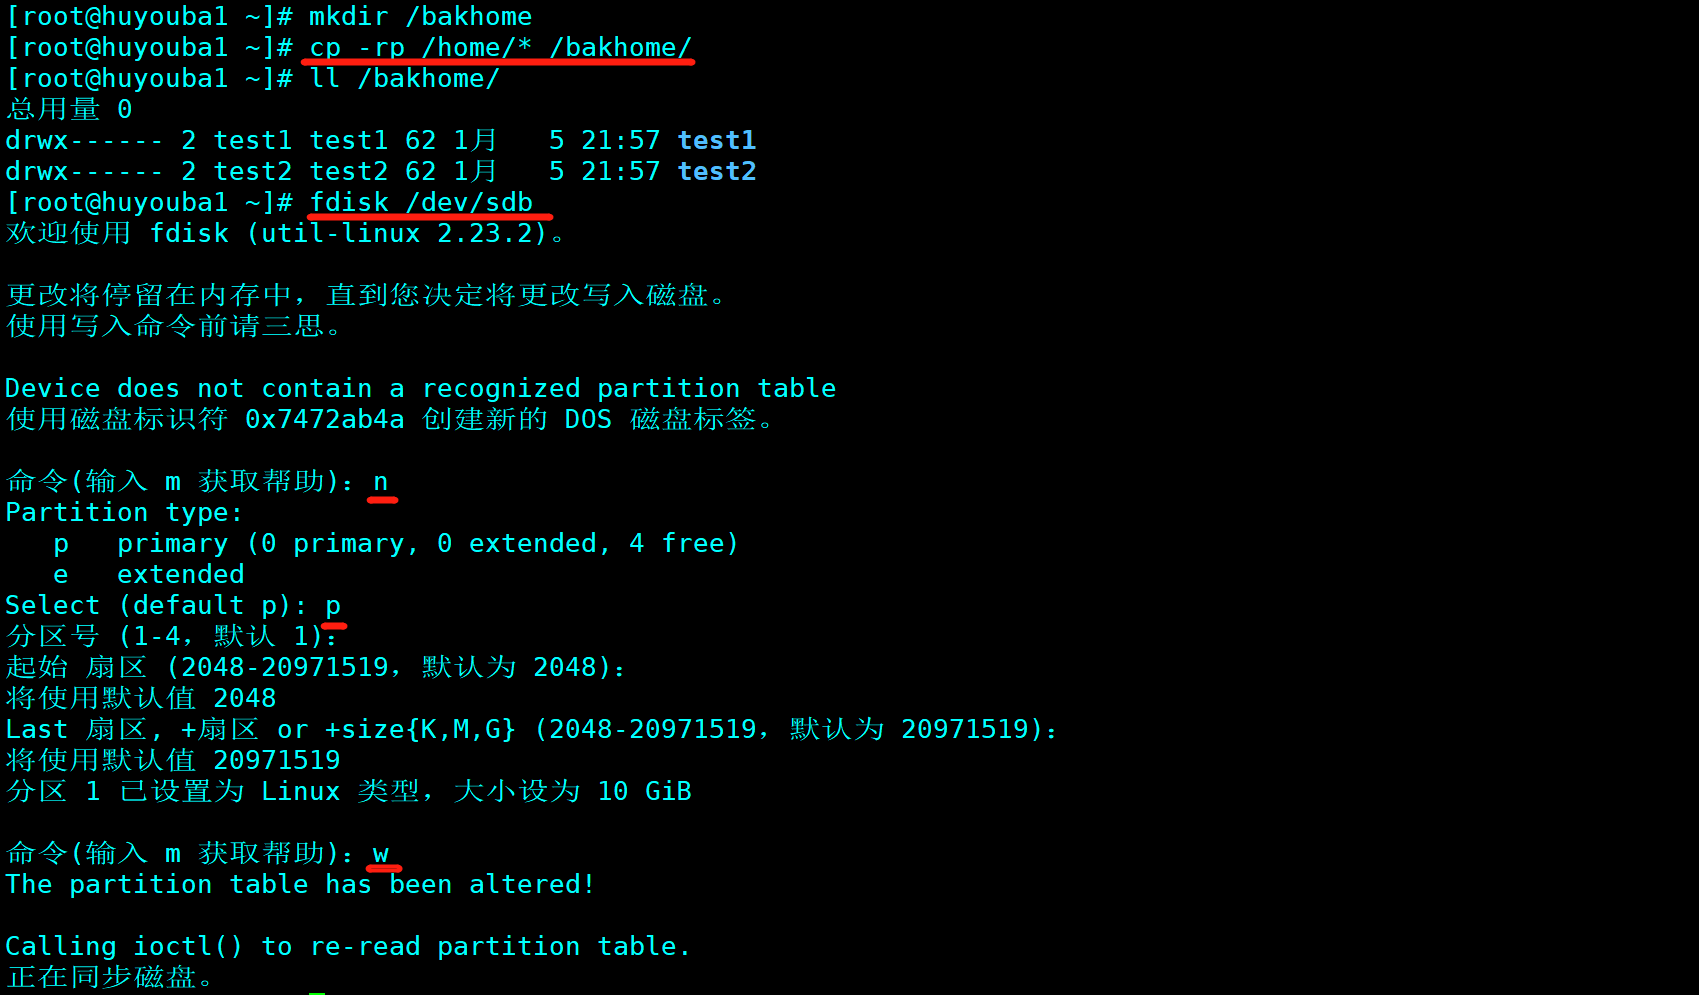 [root@huyouba1 ~]# mkdir /bakhome
[root@huyouba1 ~]# cp -rp /home/* /bakhome/
[root@huyouba1 ~]# ll /bakhome/
总用量 0
drwx------ 2 test1 test1 62 1月   5 21:57 test1
drwx------ 2 test2 test2 62 1月   5 21:57 test2
[root@huyouba1 ~]# fdisk /dev/sdb
欢迎使用 fdisk (util-linux 2.23.2)。
更改将停留在内存中，直到您决定将更改写入磁盘。
使用写入命令前请三思。
Device does not contain a recognized partition table
使用磁盘标识符 0x7472ab4a 创建新的 DOS 磁盘标签。
命令(输入 m 获取帮助)：n
Partition type:
   p   primary (0 primary, 0 extended, 4 free)
   e   extended
Select (default p): p
分区号 (1-4，默认 1)：
起始 扇区 (2048-20971519，默认为 2048)：
将使用默认值 2048
Last 扇区, +扇区 or +size{K,M,G} (2048-20971519，默认为 20971519)：
将使用默认值 20971519
分区 1 已设置为 Linux 类型，大小设为 10 GiB
命令(输入 m 获取帮助)：w
The partition table has been altered!
Calling ioctl() to re-read partition table.
正在同步磁盘。